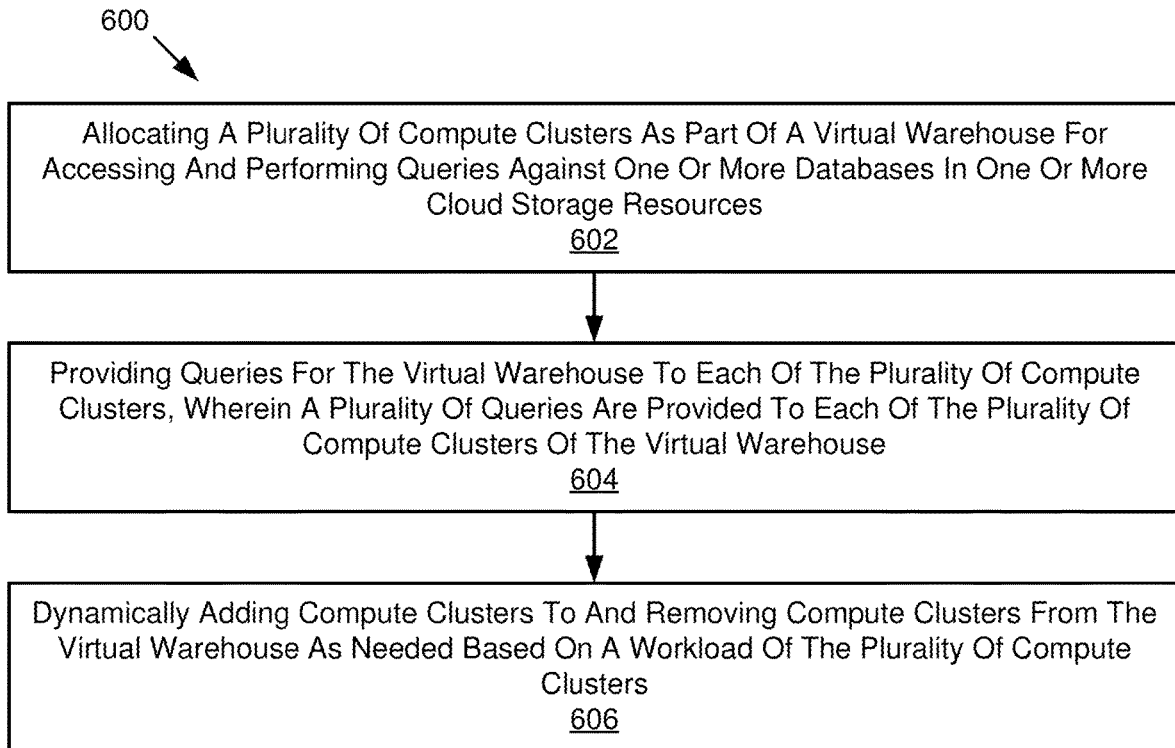 600
Allocating A Plurality Of Compute Clusters As Part Of A Virtual Warehouse For
Accessing And Performing Queries Against One Or More Databases In One Or More
Cloud Storage Resources
602
Providing Queries For The Virtual Warehouse To Each Of The Plurality Of Compute
Clusters, Wherein A Plurality Of Queries Are Provided To Each Of The Plurality Of
Compute Clusters Of The Virtual Warehouse
604
Dynamically Adding Compute Clusters To And Removing Compute Clusters From The
Virtual Warehouse As Needed Based On A Workload Of The Plurality Of Compute
Clusters
606